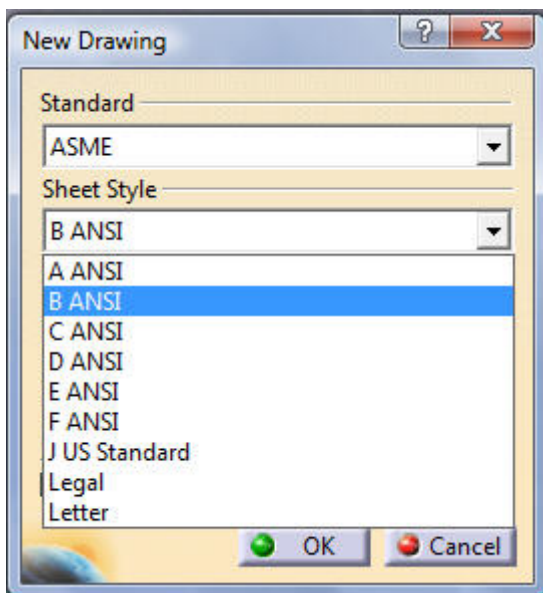 New Drawing
?
Standard
ASME
Sheet Style
B ANSI
A ANSI
B ANSI
C ANSI
D ANSI
E ANSI
F ANSI
J US Standard
Legal
Letter
OK Cancel